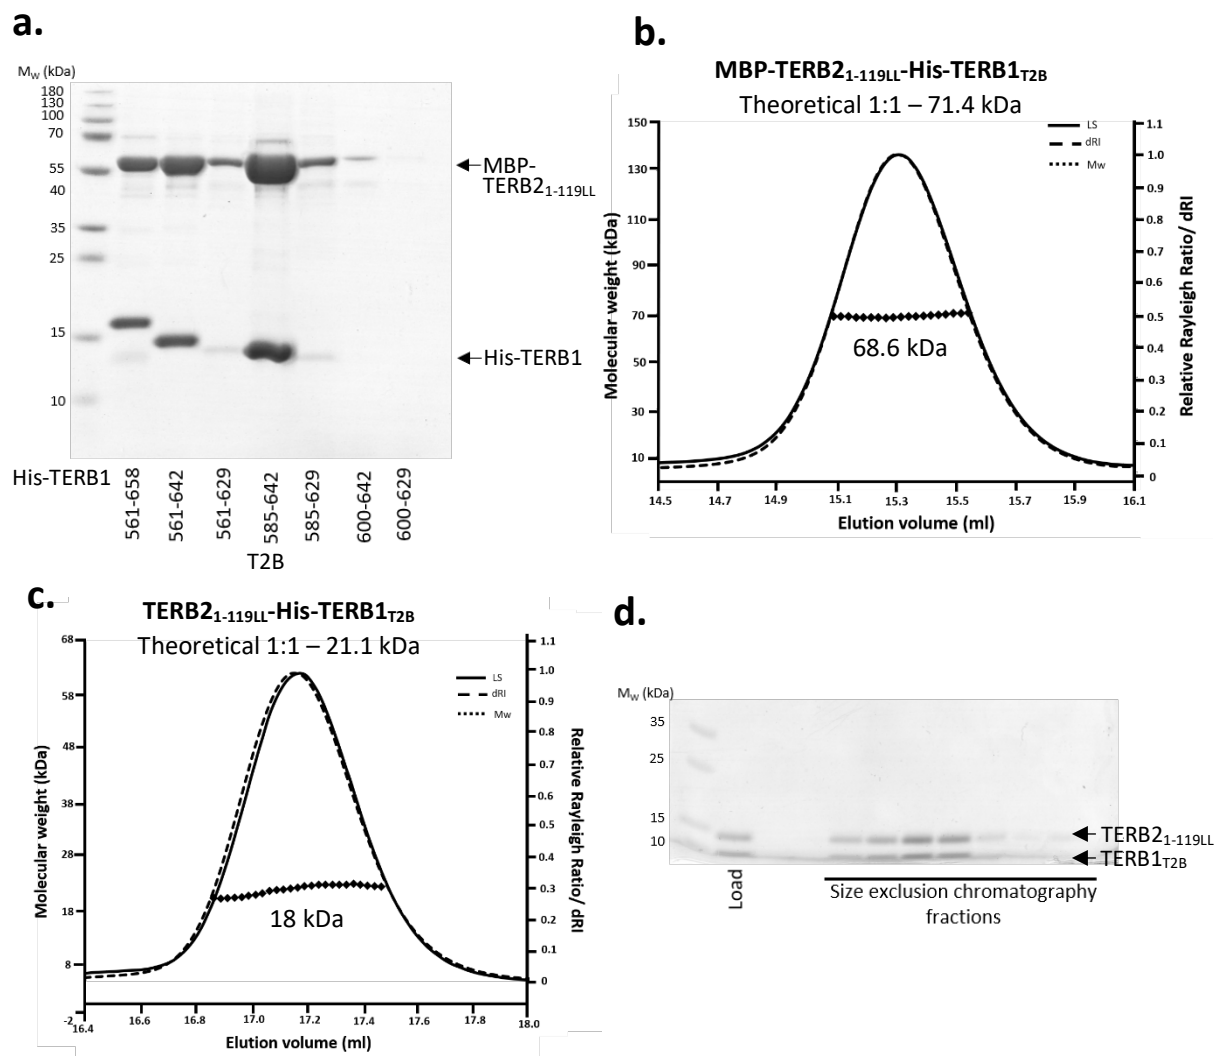 a.
Mw (kDa)
180
130
100
70
55
40
35
25
15
10
MBP-
TERB21-119LL
His-TERB1
His-TERB1
561-658
561-642
561-629
585-642
585-629
600-642
600-629
T2B
b.
MBP-TERB21-119LL-His-TERB1T2B
Theoretical 1:1 – 71.4 kDa
LS
dRI
Mw
Molecular weight (kDa)
150
130
110
90
70
50
30
10
68.6 kDa
1.1
1.0
0.9
0.8
0.7
0.6
0.5
0.4
0.3
0.2
0.1
0
Relative Rayleigh Ratio/ dRI
14.5 14.7 14.9 15.1 15.3 15.5 15.7 15.9 16.1
Elution volume (ml)
c.
TERB21-119LL-His-TERB1T2B
Theoretical 1:1 – 21.1 kDa
LS
dRI
Mw
Molecular weight (kDa)
68
58
48
38
28
18
8
-2
18 kDa
1.1
1.0
0.9
0.8
0.7
0.6
0.5
0.4
0.3
0.2
0.1
0
Relative Rayleigh Ratio/ dRI
16.4 16.6 16.8 17.0 17.2 17.4 17.6 17.8 18.0
Elution volume (ml)
d.
Mw (kDa)
35
25
15
10
TERB21-119LL
TERB1T2B
Load
Size exclusion chromatography
fractions